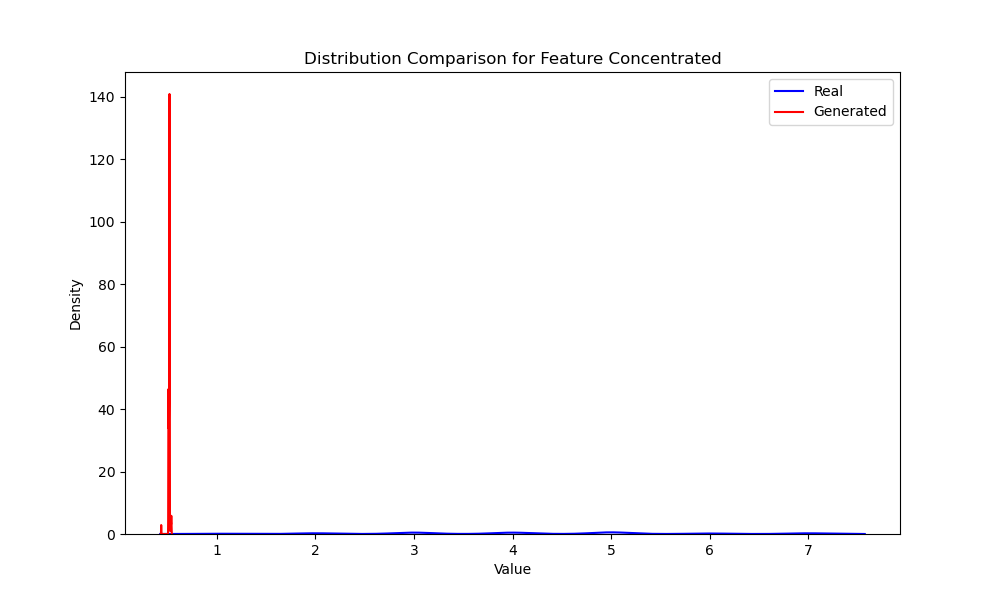 Distribution Comparison for Feature Concentrated
Real
Generated
140
120
100
80
60
40
20
0
Density
1 2 3 4 5 6 7
Value